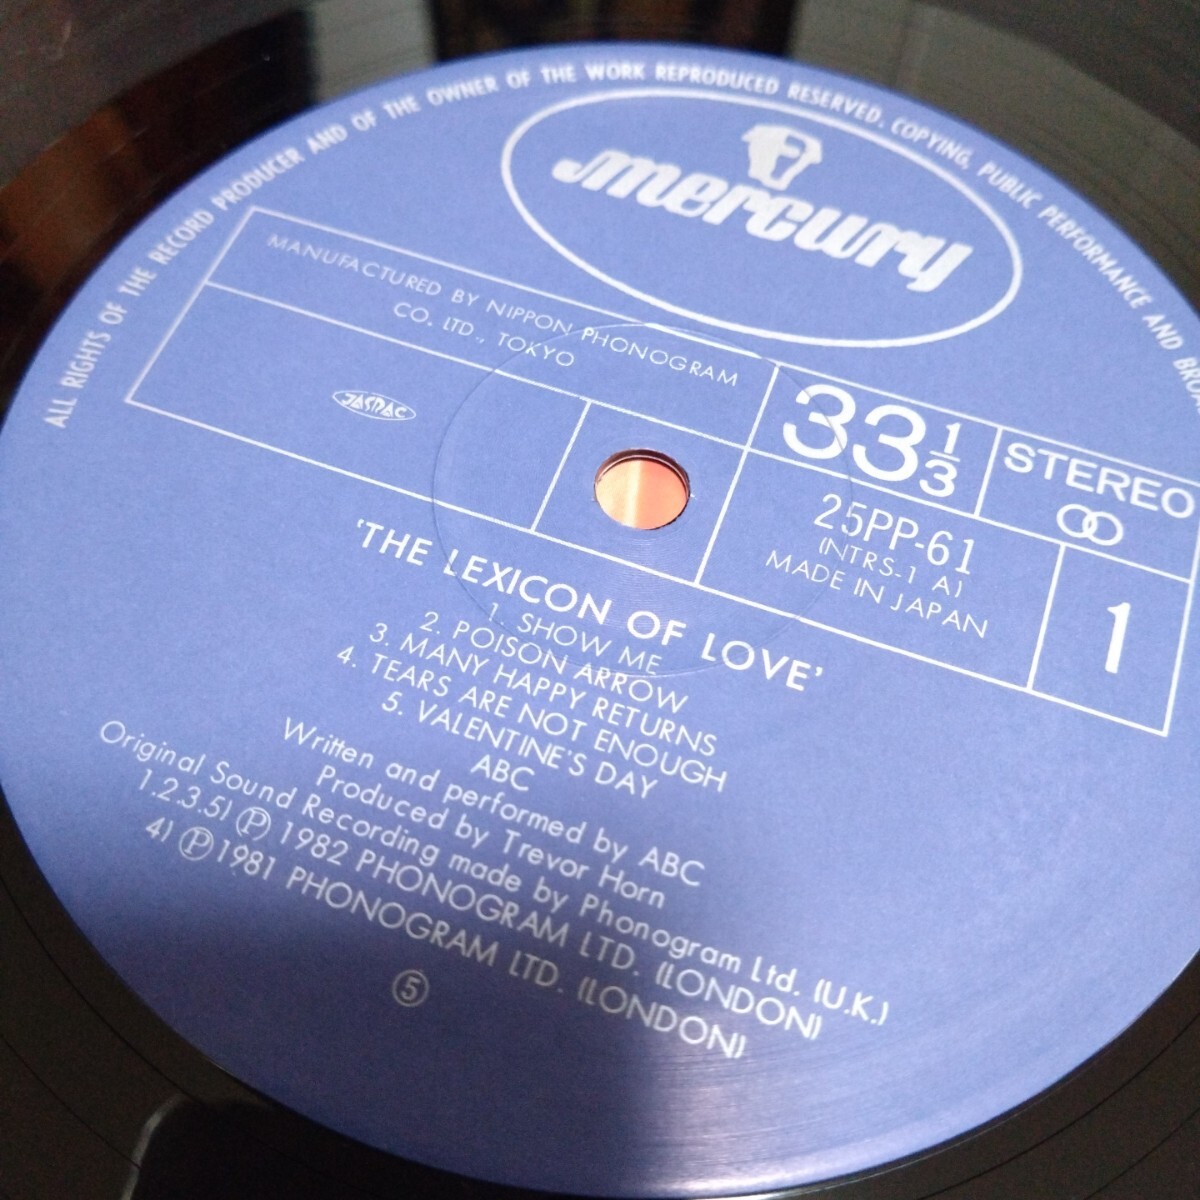 ALL RIGHTS OF THE RECORD PRODUCER AND OF THE OWNER OF THE WORK REPRODUCED RESERVED. COPYING, PUBLIC PERFORMANCE AND
mercury
MANUFACTURED BY NIPPON PHONOGRAM
CO. LTD., TOKYO
JASRAC
33 1/3
STEREO
25PP-61
(NTRS-1 A)
MADE IN JAPAN
1
'THE LEXICON OF LOVE'
1. SHOW ME
2. POISON ARROW
3. MANY HAPPY RETURNS
4. TEARS ARE NOT ENOUGH
5. VALENTINE'S DAY
ABC
Written and performed by ABC
Produced by Trevor Horn
Original Sound Recording made by Phonogram Ltd. (U.K.)
1.2.3.5) Ⓟ 1982 PHONOGRAM LTD. (LONDON)
4) Ⓟ 1981 PHONOGRAM LTD. (LONDON)
⑤